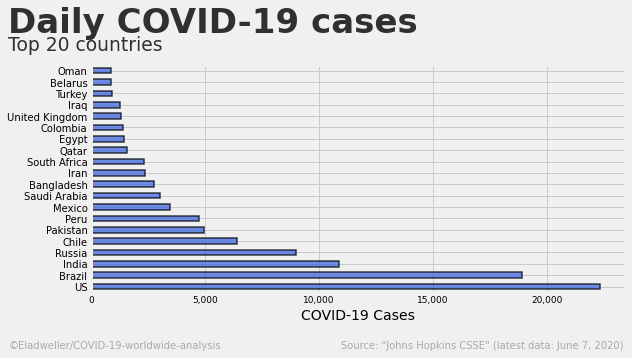 Daily COVID-19 cases
Top 20 countries
Oman
Belarus
Turkey
Iraq
United Kingdom
Colombia
Egypt
Qatar
South Africa
Iran
Bangladesh
Saudi Arabia
Mexico
Peru
Pakistan
Chile
Russia
India
Brazil
US
0 5,000 10,000 15,000 20,000
COVID-19 Cases
©Eladweller/COVID-19-worldwide-analysis
Source: "Johns Hopkins CSSE" (latest data: June 7, 2020)